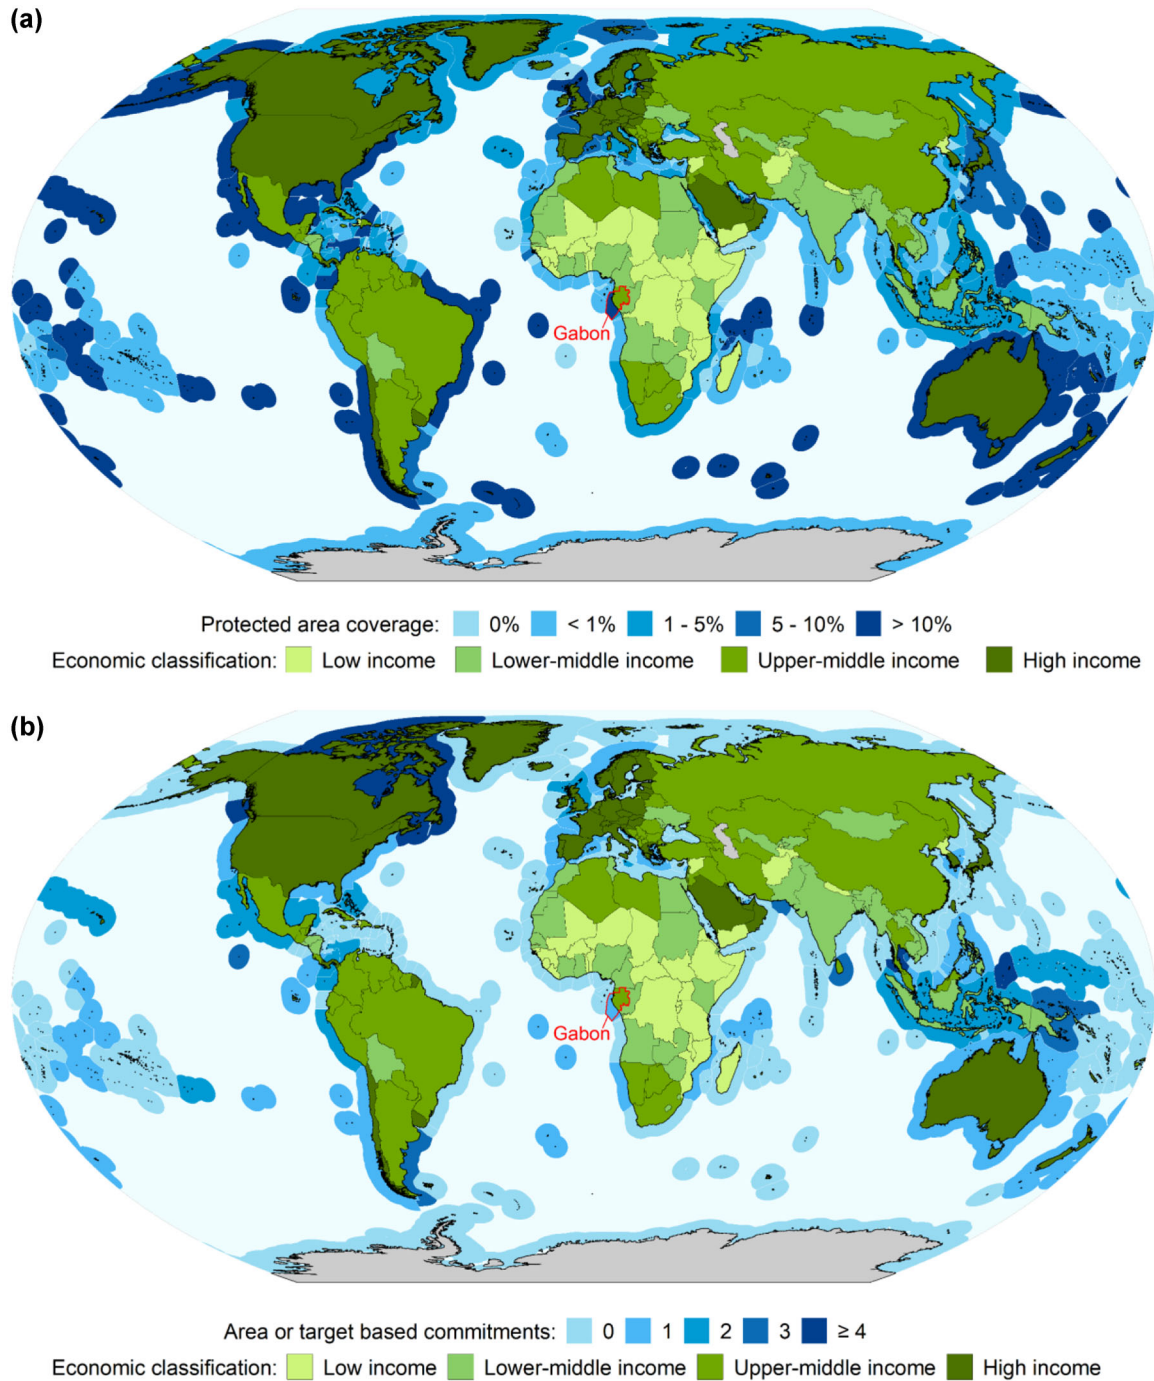 (a)
Gabon
Protected area coverage: 0% < 1% 1 - 5% 5 - 10% > 10%
Economic classification: Low income Lower-middle income Upper-middle income High income
(b)
Gabon
Area or target based commitments: 0 1 2 3 ≥ 4
Economic classification: Low income Lower-middle income Upper-middle income High income